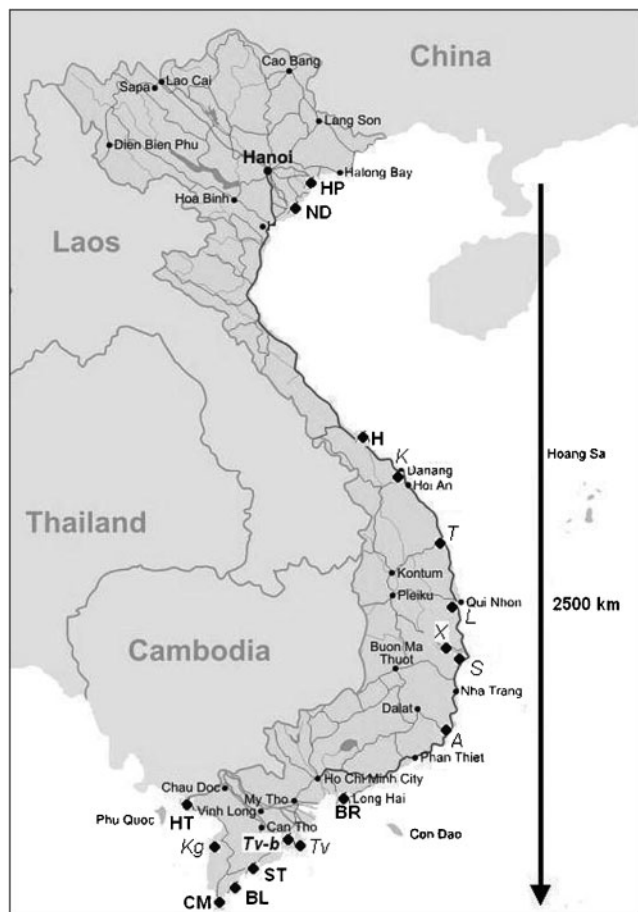 China
Cao Bang
Lao Cai
Sapa
Lang Son
Dien Bien Phu
Hanoi
Halong Bay
HP
Hoa Binh
ND
Laos
H
K
Danang
Hoi An
Hoang Sa
Thailand
T
Kontum
Pleiku
Qui Nhon
L
2500 km
X
Cambodia
Buon Ma
Thuot
S
Nha Trang
Dalat
A
Phan Thiet
Ho Chi Minh City
Chau Doc
My Tho
Long Hai
BR
Phu Quoc
HT
Vinh Long
Can Tho
Con Dao
Kg
Tv-b
Tv
ST
BL
CM